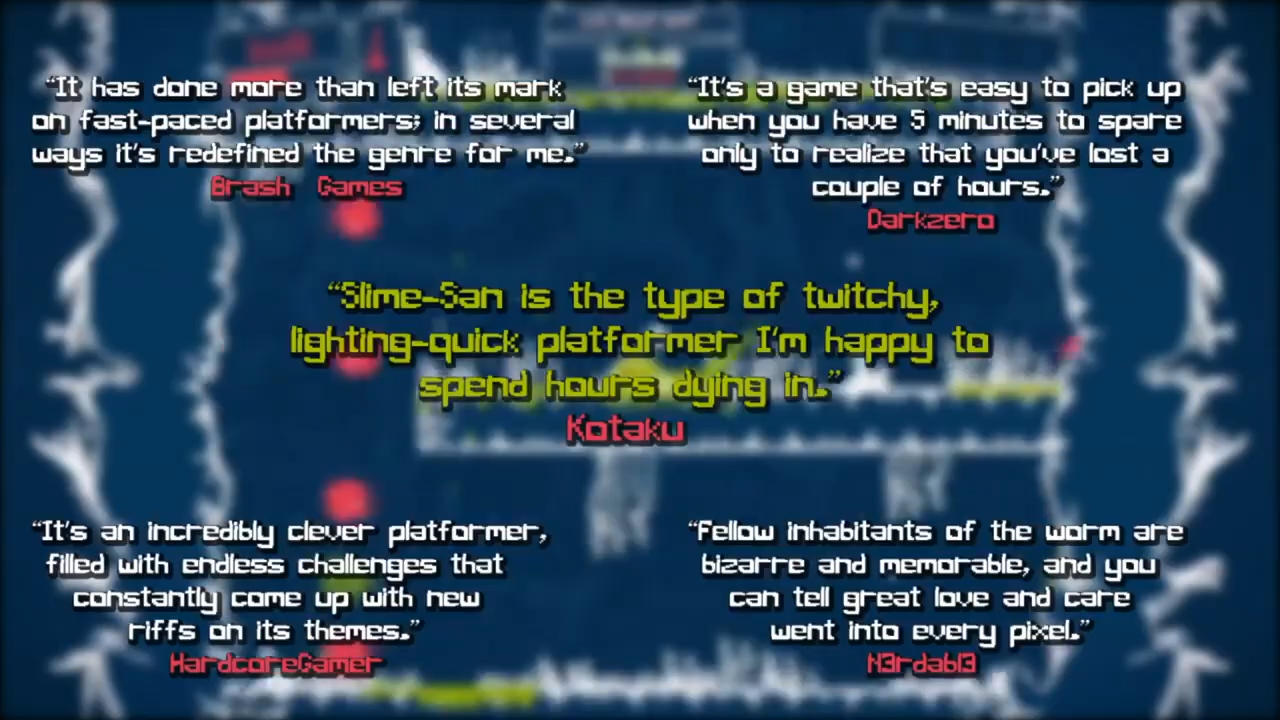 “It has done more than left its mark
on fast-paced platformers; in several
ways it's redefined the genre for me.”
Brash Games
“It's a game that's easy to pick up
when you have 5 minutes to spare
only to realize that you've lost a
couple of hours.”
Darkzero
“Slime-San is the type of twitchy,
lighting-quick platformer I'm happy to
spend hours dying in.”
Kotaku
“It's an incredibly clever platformer,
filled with endless challenges that
constantly come up with new
riffs on its themes.”
HardcoreGamer
“Fellow inhabitants of the worm are
bizarre and memorable, and you
can tell great love and care
went into every pixel.”
N3rdabl3